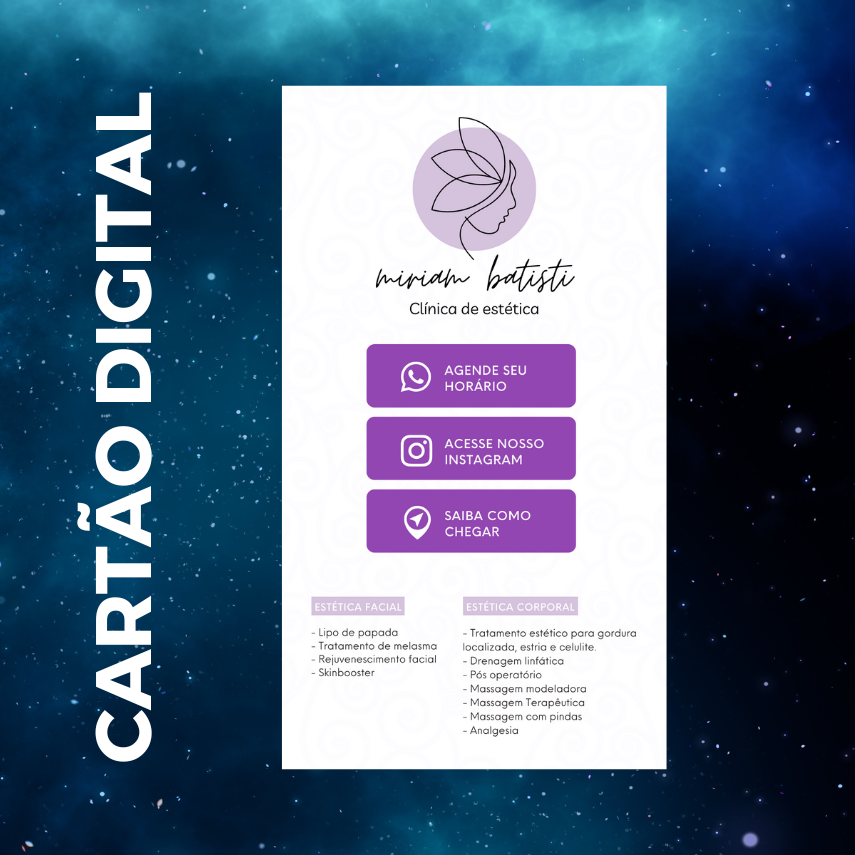 CARTÃO DIGITAL
miriam batisti
Clínica de estética
AGENDE SEU
HORÁRIO
ACESSE NOSSO
INSTAGRAM
SAIBA COMO
CHEGAR
ESTÉTICA FACIAL
- Lipo de papada
- Tratamento de melasma
- Rejuvenescimento facial
- Skinbooster
ESTÉTICA CORPORAL
- Tratamento estético para gordura
localizada, estria e celulite.
- Drenagem linfática
- Pós operatório
- Massagem modeladora
- Massagem Terapêutica
- Massagem com pindas
- Analgesia